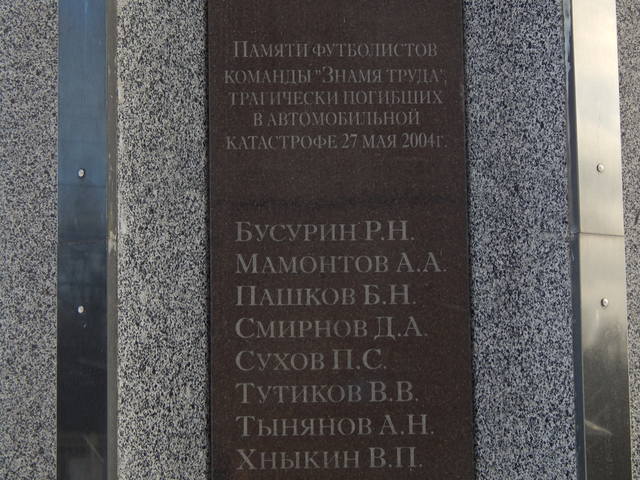 Памяти футболистов
команды "Знамя труда",
трагически погибших
в автомобильной
катастрофе 27 мая 2004г.
Бусурин Р.Н.
Мамонтов А.А.
Пашков Б.Н.
Смирнов Д.А.
Сухов П.С.
Тутиков В.В.
Тынянов А.Н.
Хныкин В.П.